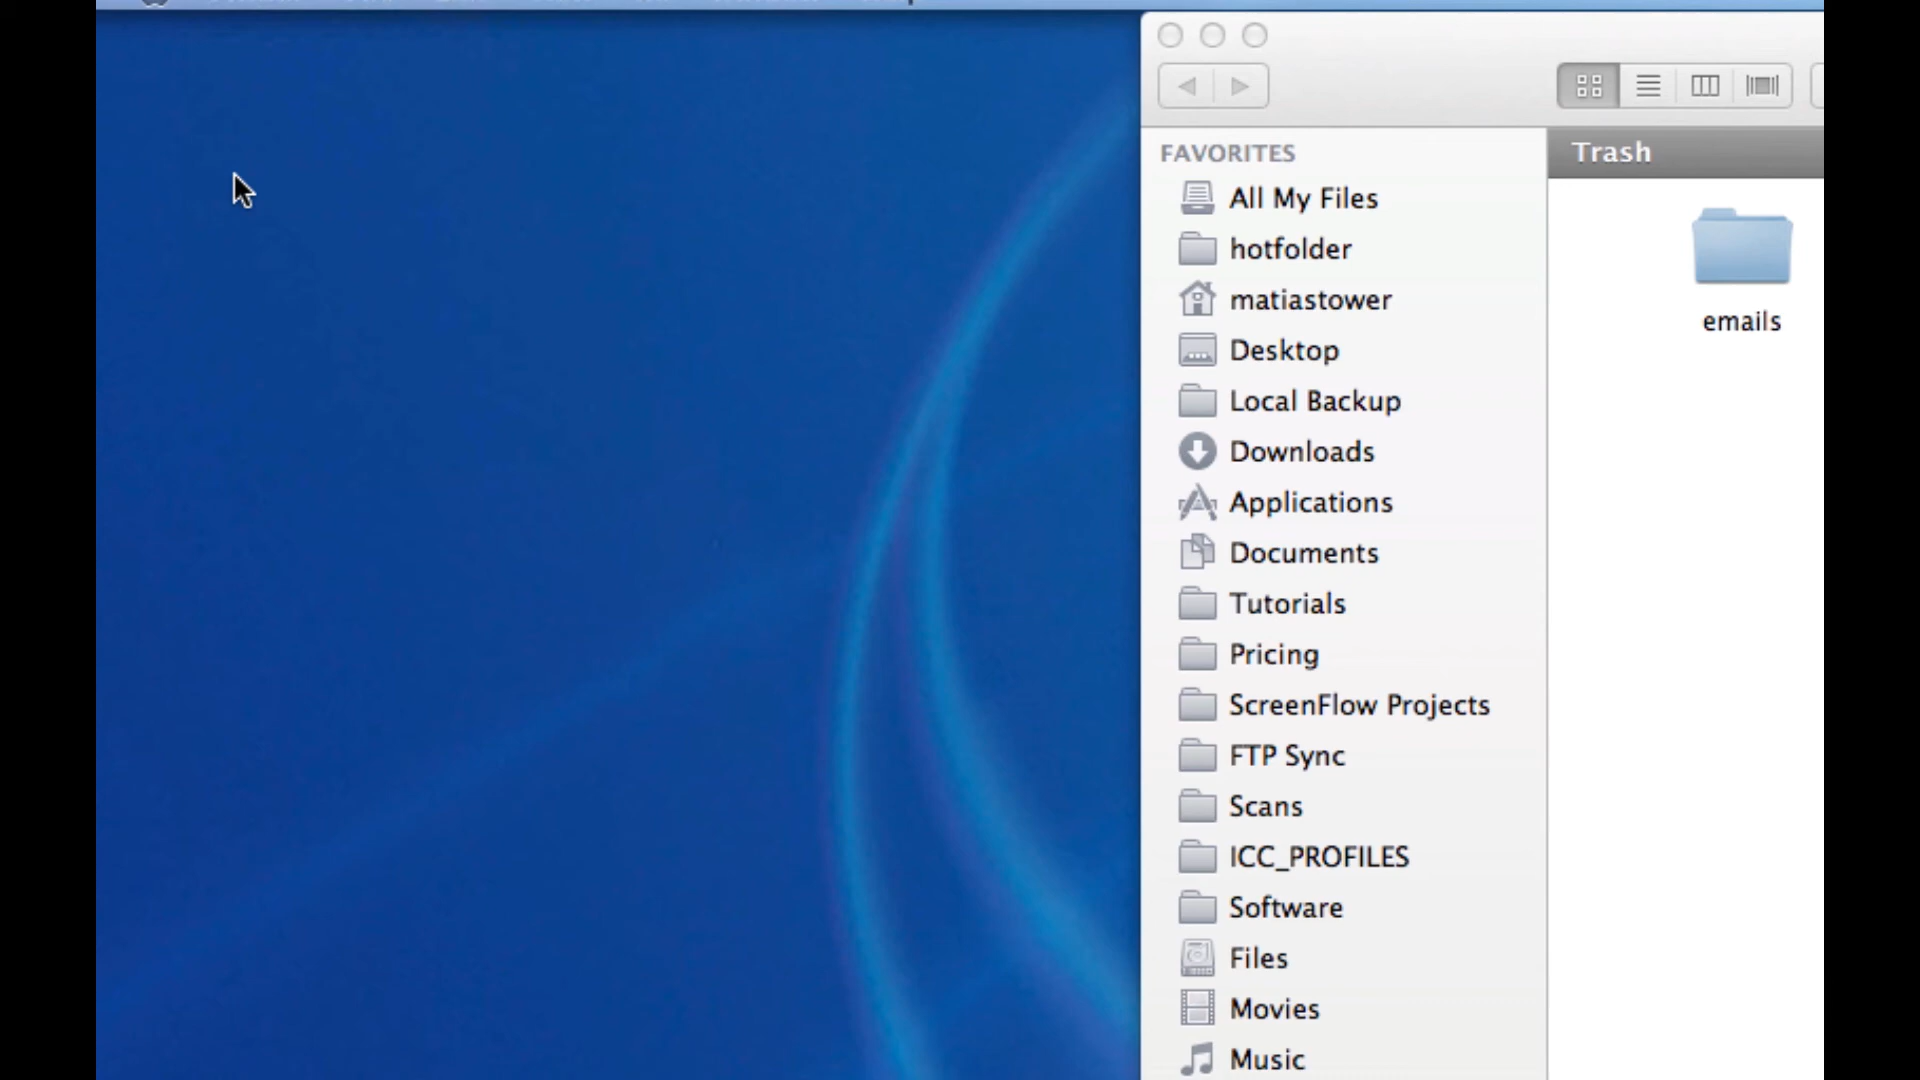 FAVORITES
Trash
All My Files
hotfolder
matiastower
emails
Desktop
Local Backup
Downloads
Applications
Documents
Tutorials
Pricing
ScreenFlow Projects
FTP Sync
Scans
ICC_PROFILES
Software
Files
Movies
Music